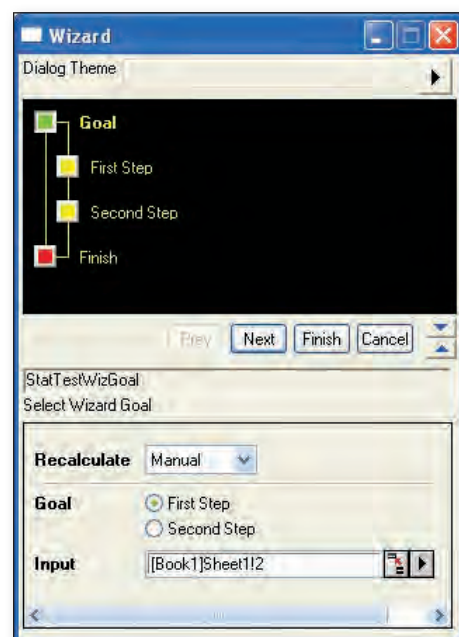 Wizard
Dialog Theme
Goal
First Step
Second Step
Finish
Prev Next Finish Cancel
StatTestWizGoal
Select Wizard Goal
Recalculate Manual
Goal First Step
Second Step
Input [[Book1]Sheet1!2